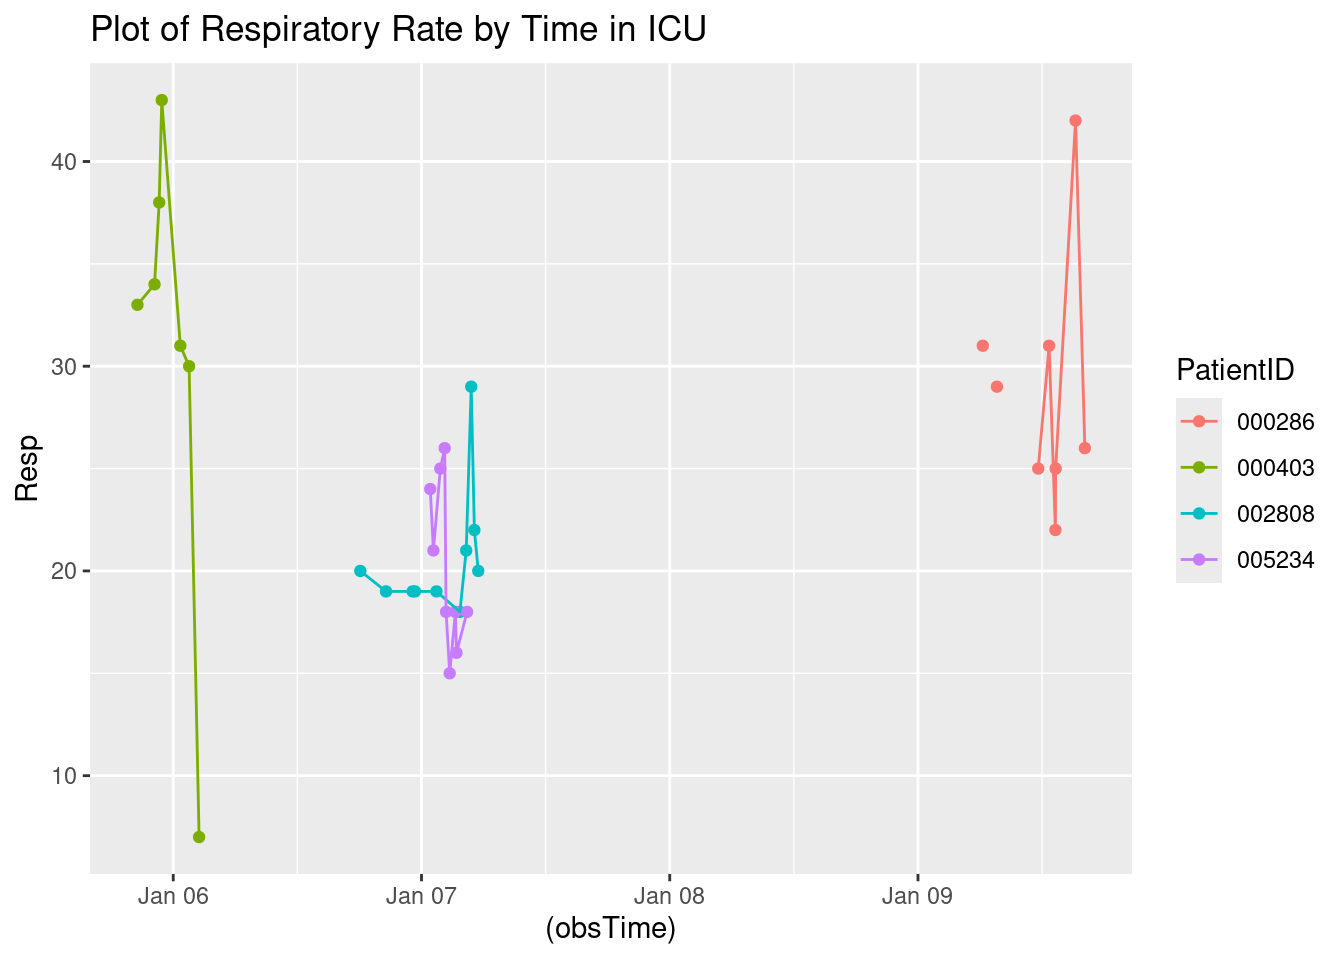 Plot of Respiratory Rate by Time in ICU
40
30
20
10
Resp
Jan 06
Jan 07
Jan 08
Jan 09
(obsTime)
PatientID
000286
000403
002808
005234